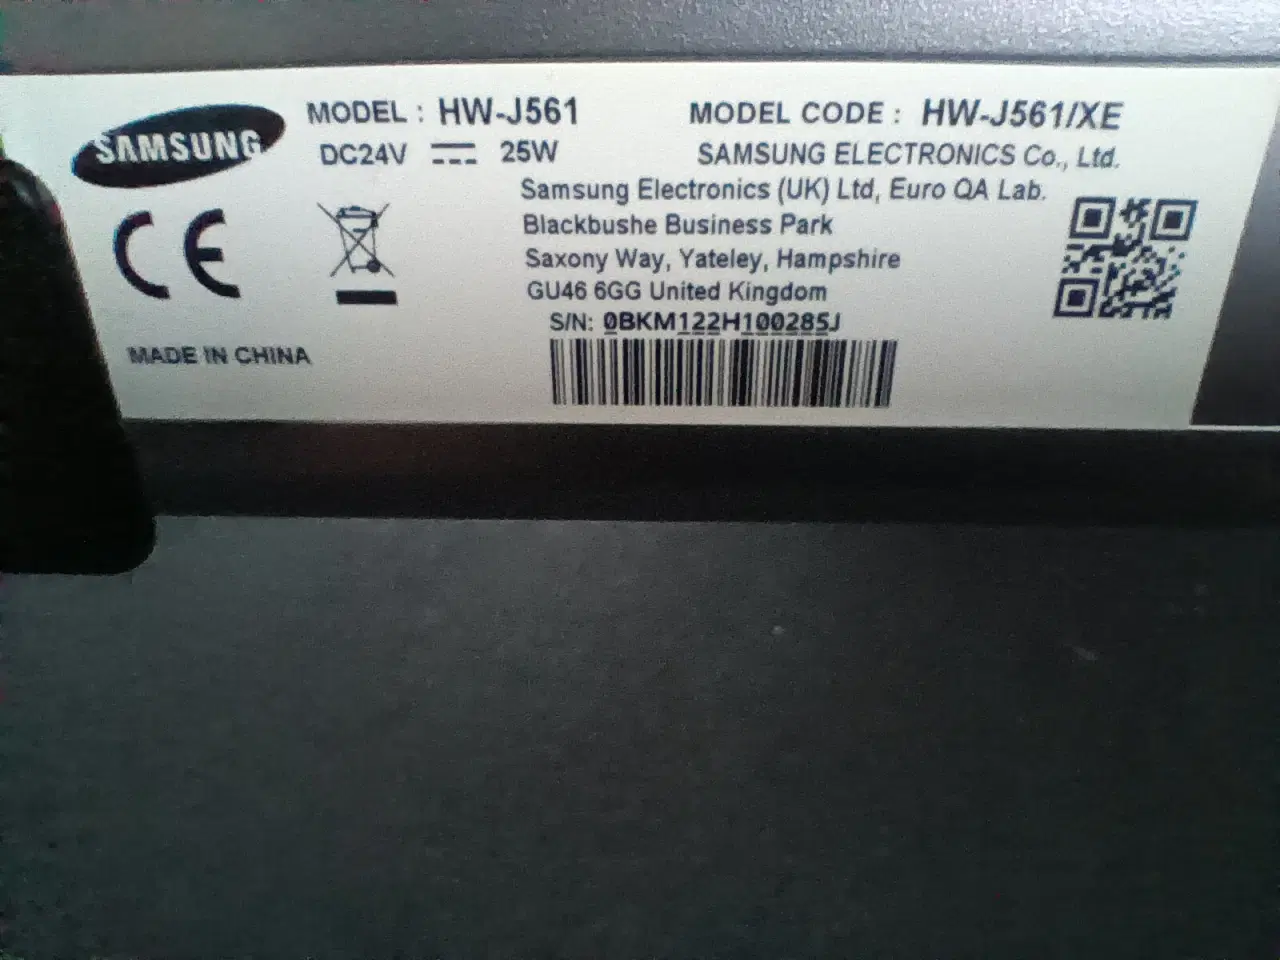 SAMSUNG
MODEL : HW-J561 MODEL CODE : HW-J561/XE
DC24V ⎓ 25W SAMSUNG ELECTRONICS Co., Ltd.
Samsung Electronics (UK) Ltd, Euro QA Lab.
Blackbushe Business Park
Saxony Way, Yateley, Hampshire
GU46 6GG United Kingdom
S/N: 0BKM122H100285J
CE
MADE IN CHINA